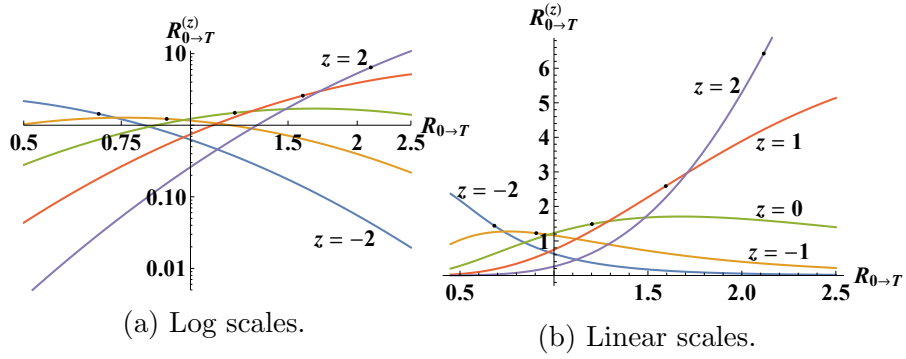 R_{0→T}^{(z)}
10
z = 2
0.5
0.75
1.5
2
2.5
R_{0→T}
0.10
z = −2
0.01
(a) Log scales.
R_{0→T}^{(z)}
6
z = 2
5
4
z = 1
3
z = −2
2
z = 0
1
z = −1
0.5
1.5
2.0
2.5
R_{0→T}
(b) Linear scales.